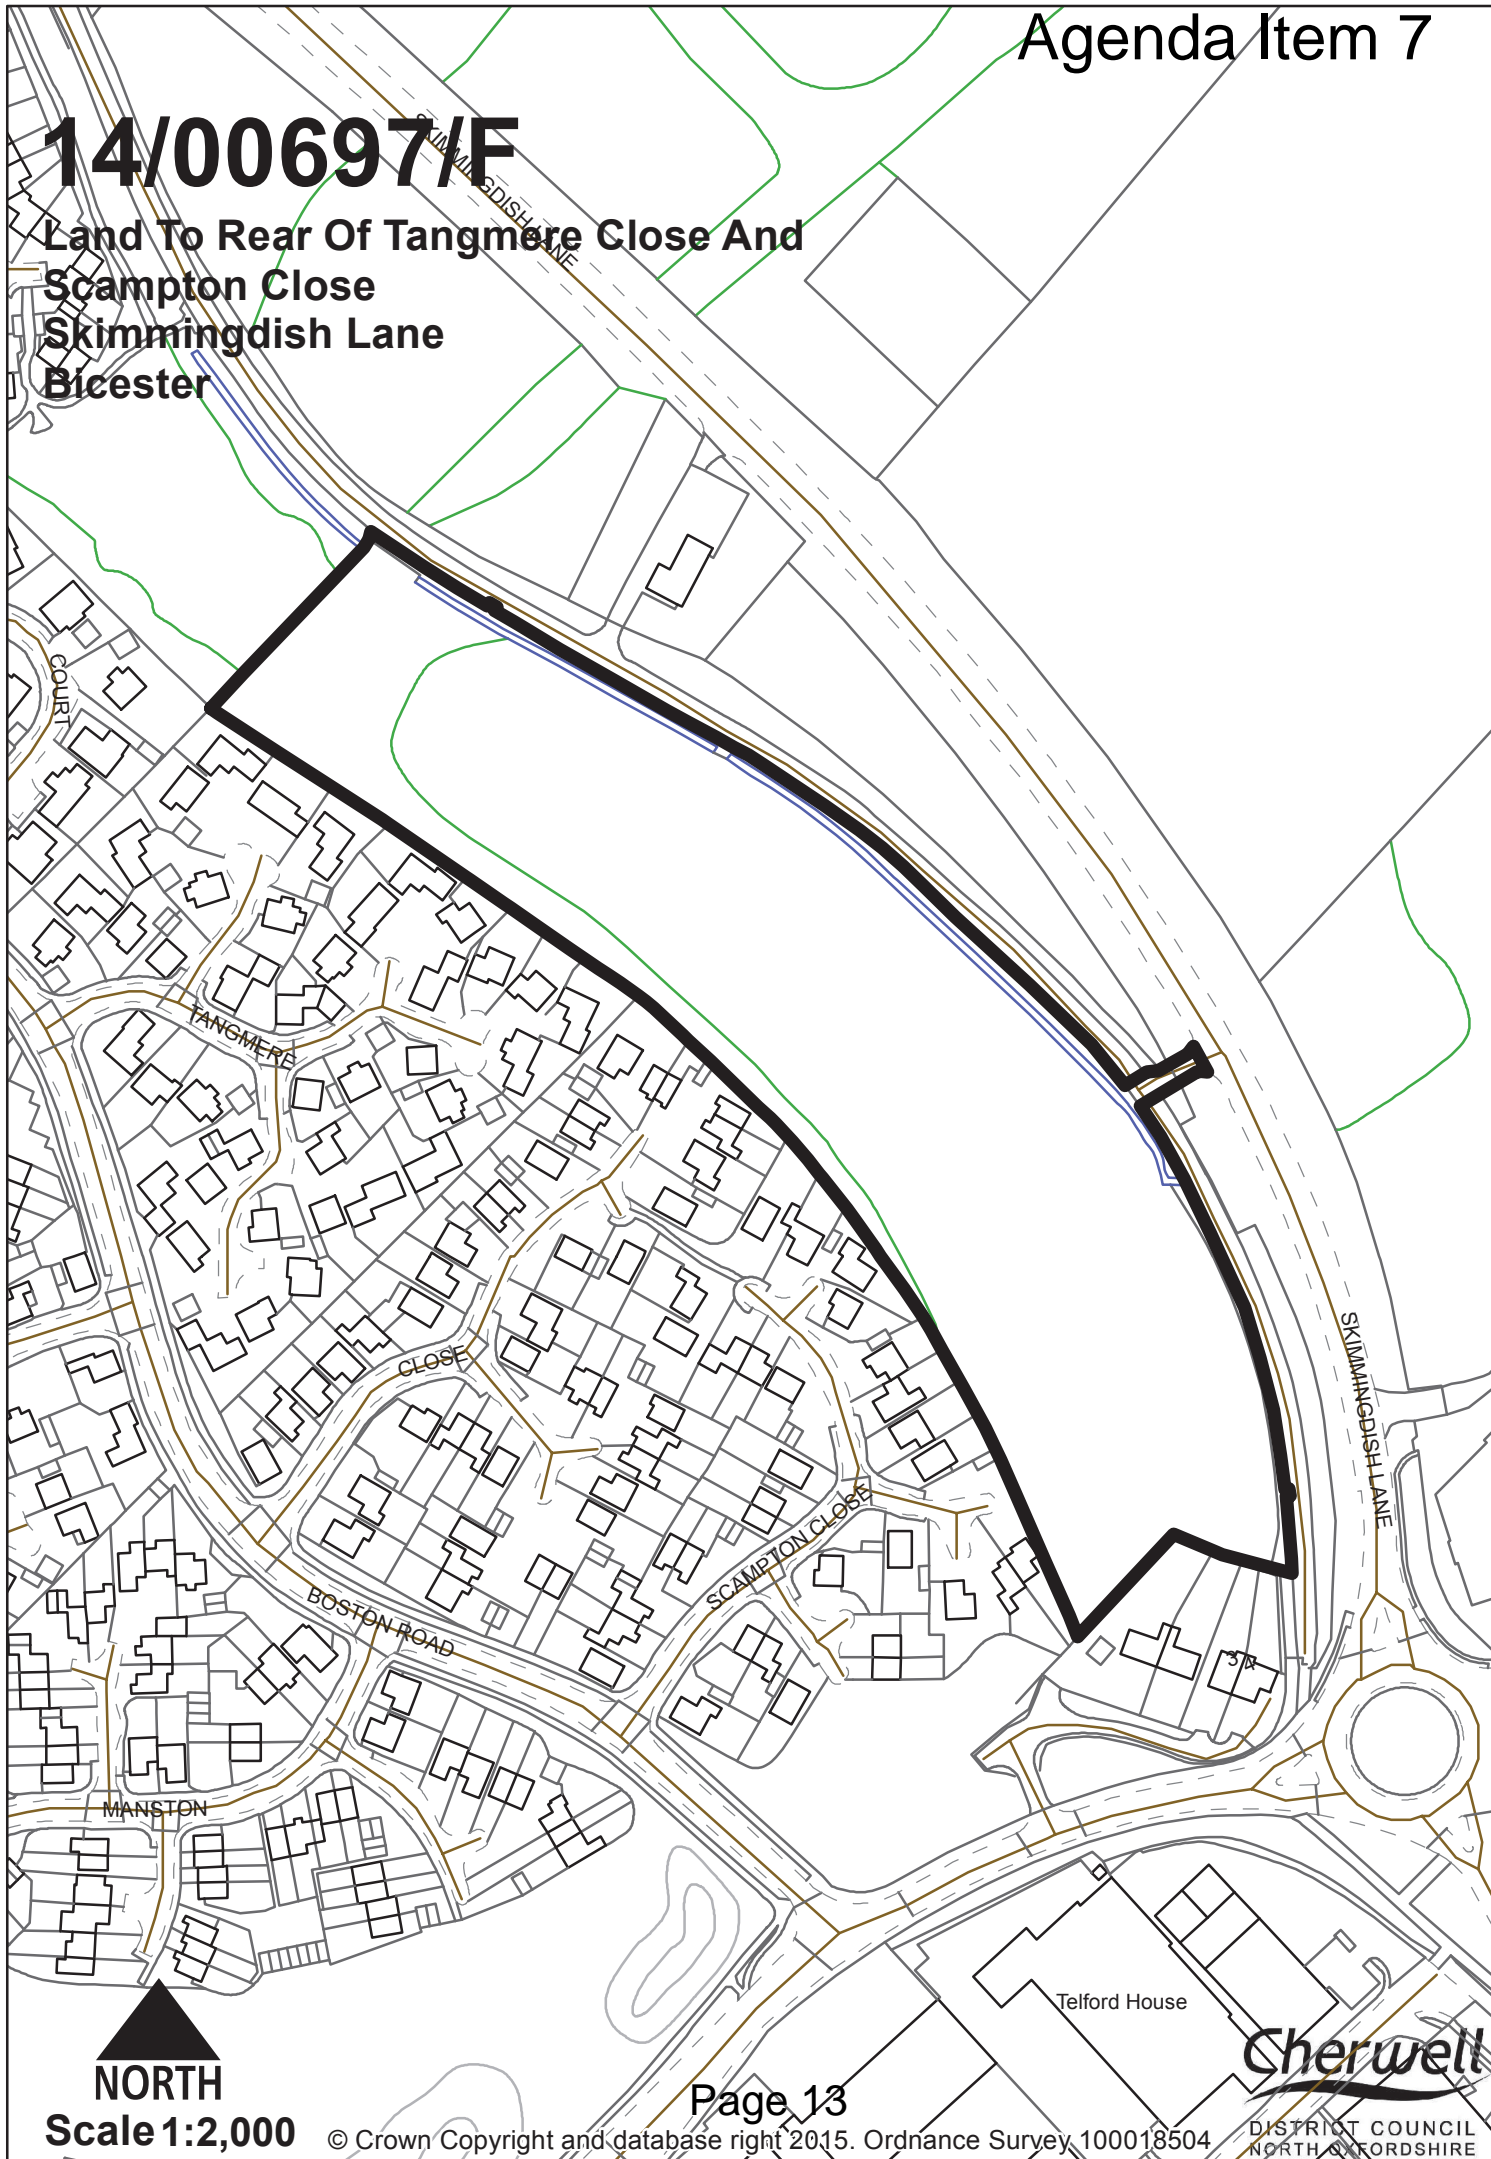 Agenda Item 7
14/00697/F
Land To Rear Of Tangmere Close And
Scampton Close
Skimmingdish Lane
Bicester
SKIMMINGDISH LANE
COURT
TANGMERE
CLOSE
SKIMMINGDISH LANE
SCAMPTON CLOSE
BOSTON ROAD
34
MANSTON
Telford House
NORTH
Scale 1:2,000
Page 13
© Crown Copyright and database right 2015. Ordnance Survey 100018504
Cherwell
DISTRICT COUNCIL
NORTH OXFORDSHIRE